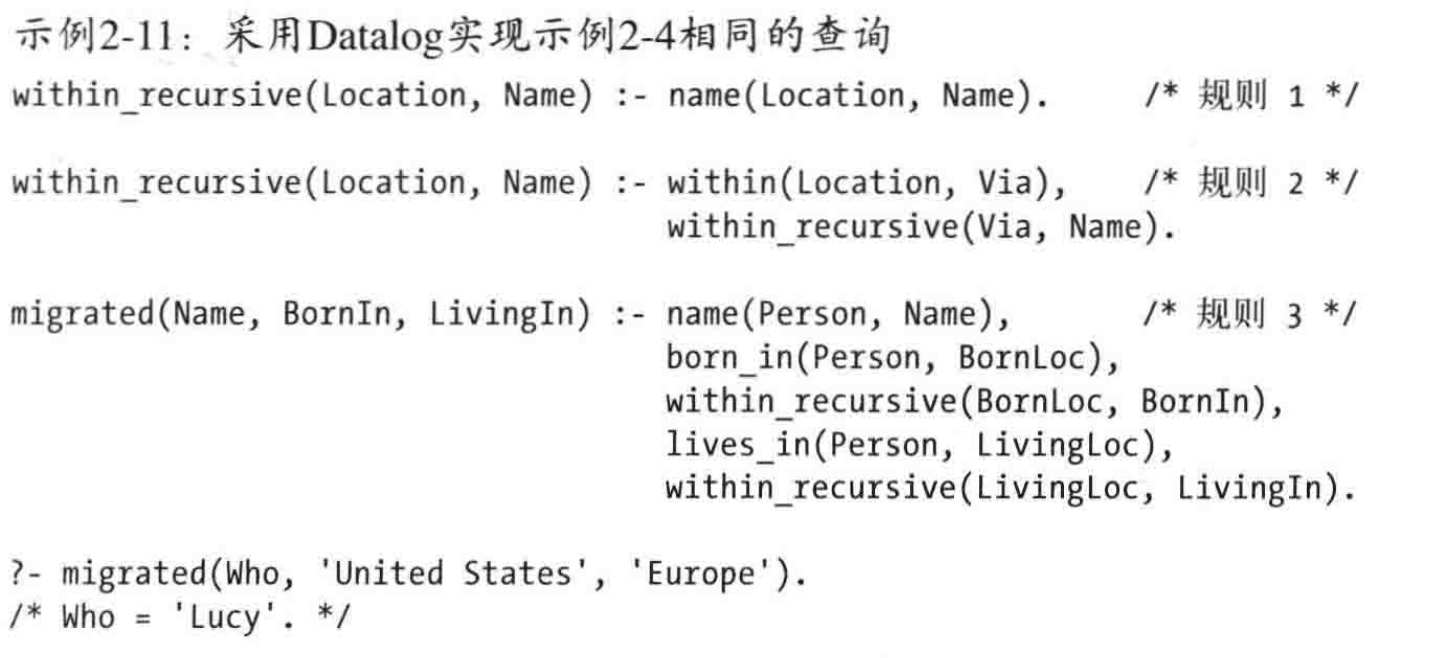 示例2-11：采用Datalog实现示例2-4相同的查询
within_recursive(Location, Name) :- name(Location, Name).      /* 规则 1 */
within_recursive(Location, Name) :- within(Location, Via),     /* 规则 2 */
                                    within_recursive(Via, Name).
migrated(Name, BornIn, LivingIn) :- name(Person, Name),        /* 规则 3 */
                                    born_in(Person, BornLoc),
                                    within_recursive(BornLoc, BornIn),
                                    lives_in(Person, LivingLoc),
                                    within_recursive(LivingLoc, LivingIn).
?- migrated(Who, 'United States', 'Europe').
/* Who = 'Lucy'. */